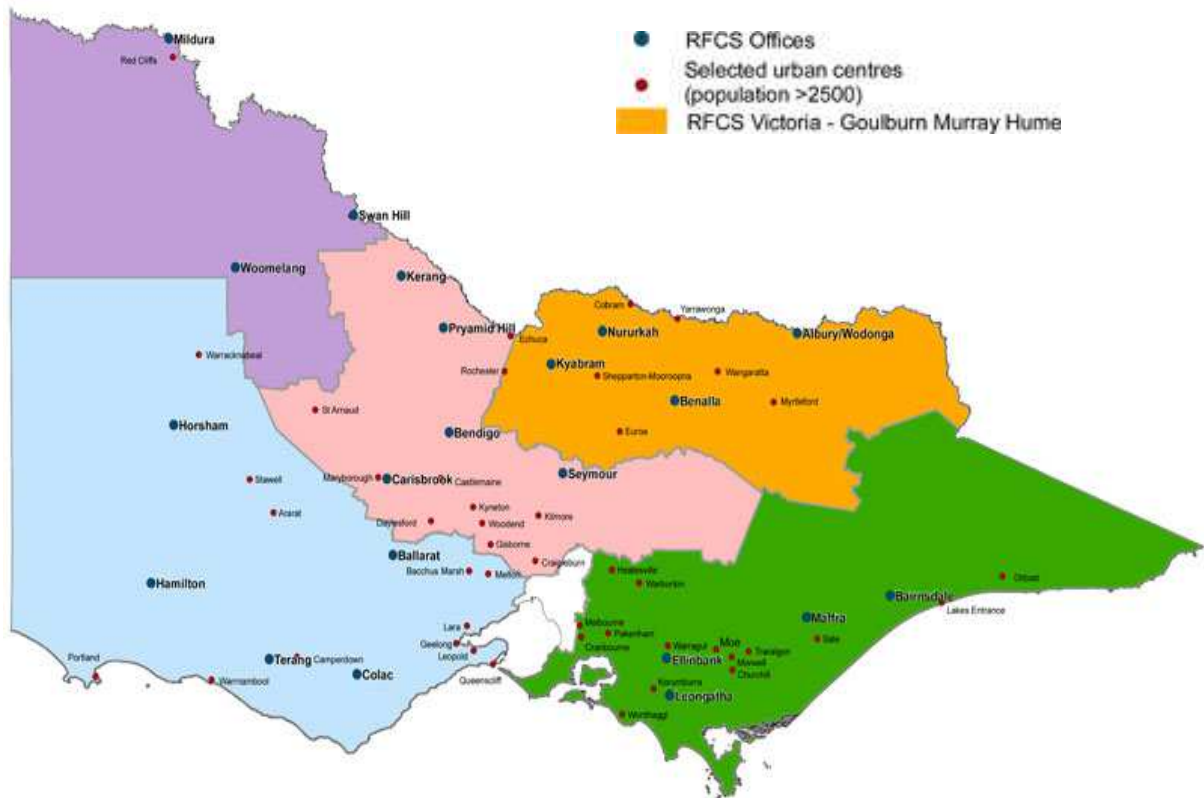 Mildura
Red Cliffs
RFCS Offices
Selected urban centres
(population >2500)
RFCS Victoria - Goulburn Murray Hume
Swan Hill
Woomelang
Kerang
Pryamid Hill
Echuca
Cobram
Yarrawonga
Nururkah
Albury/Wodonga
Warracknabeal
Rochester
Kyabram
Shepparton-Mooroopna
Wangaratta
Benalla
Myrtleford
St Arnaud
Horsham
Bendigo
Euroa
Seymour
Stawell
Maryborough
Carisbrook
Castlemaine
Ararat
Daylesford
Kyneton
Woodend
Kilmore
Gisborne
Ballarat
Bacchus Marsh
Melton
Craigieburn
Healesville
Warburton
Hamilton
Orbost
Bairnsdale
Lakes Entrance
Maffra
Sale
Lara
Geelong
Leopold
Queenscliff
Melbourne
Cranbourne
Pakenham
Warragul
Moe
Traralgon
Morwell
Churchill
Ellinbank
Korumburra
Leongatha
Wonthaggi
Portland
Warrnambool
Terang
Camperdown
Colac